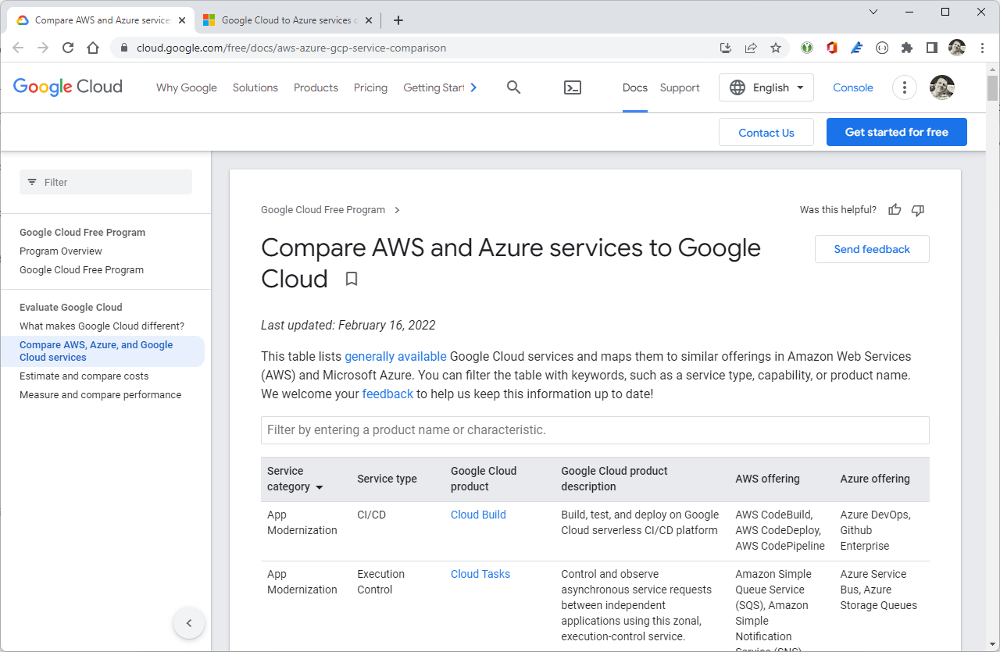 Compare AWS and Azure service
Google Cloud to Azure services
cloud.google.com/free/docs/aws-azure-gcp-service-comparison
Google Cloud
Why Google
Solutions
Products
Pricing
Getting Start
Docs
Support
English
Console
Contact Us
Get started for free
Filter
Google Cloud Free Program
Program Overview
Google Cloud Free Program
Evaluate Google Cloud
What makes Google Cloud different?
Compare AWS, Azure, and Google
Cloud services
Estimate and compare costs
Measure and compare performance
Google Cloud Free Program
Was this helpful?
Compare AWS and Azure services to Google
Cloud
Send feedback
Last updated: February 16, 2022
This table lists generally available Google Cloud services and maps them to similar offerings in Amazon Web Services
(AWS) and Microsoft Azure. You can filter the table with keywords, such as a service type, capability, or product name.
We welcome your feedback to help us keep this information up to date!
Filter by entering a product name or characteristic.
Service
category
Service type
Google Cloud
product
Google Cloud product
description
AWS offering
Azure offering
App
Modernization
CI/CD
Cloud Build
Build, test, and deploy on Google
Cloud serverless CI/CD platform
AWS CodeBuild,
AWS CodeDeploy,
AWS CodePipeline
Azure DevOps,
Github
Enterprise
App
Modernization
Execution
Control
Cloud Tasks
Control and observe
asynchronous service requests
between independent
applications using this zonal,
execution-control service.
Amazon Simple
Queue Service
(SQS), Amazon
Simple
Notification
Service (SNS)
Azure Service
Bus, Azure
Storage Queues